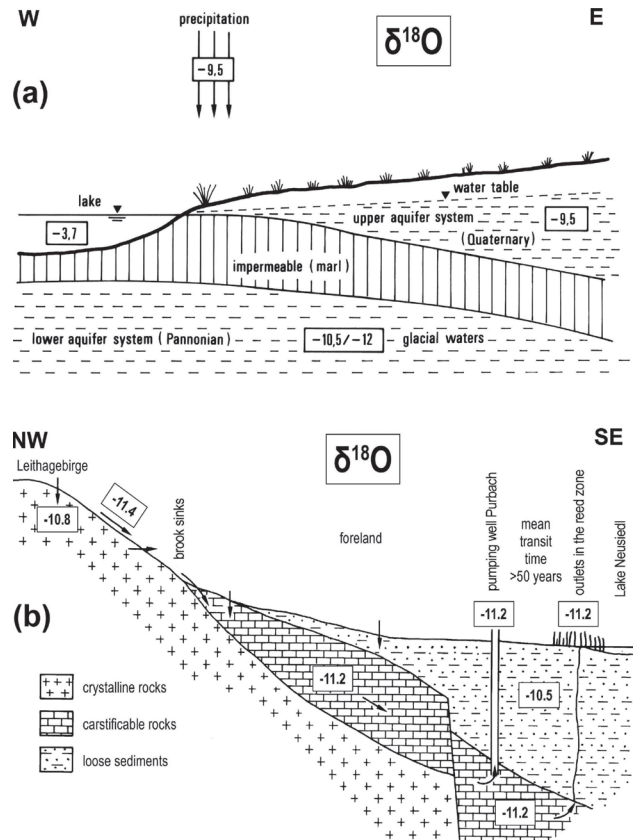 W
precipitation
δ¹⁸O
E
(a)
−9,5
lake
water table
−3,7
upper aquifer system
−9,5
(Quaternary)
impermeable (marl)
lower aquifer system (Pannonian)
−10,5/−12
glacial waters
NW
δ¹⁸O
SE
Leithagebirge
-10.8
-11.4
brook sinks
foreland
pumping well Purbach
mean
transit
time
>50 years
outlets in the reed zone
Lake Neusiedl
(b)
-11.2
-11.2
-11.2
-10.5
crystalline rocks
carstificable rocks
loose sediments
-11.2